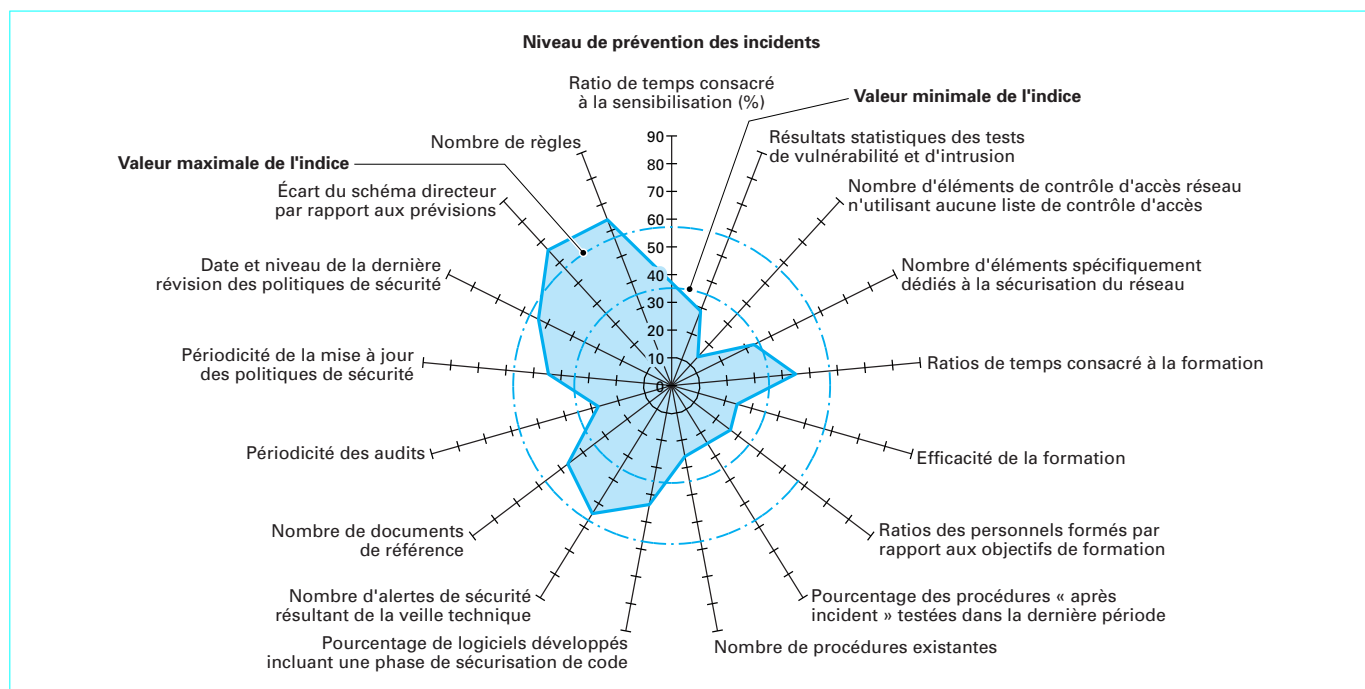 Niveau de prévention des incidents
Ratio de temps consacré
à la sensibilisation (%)
Valeur minimale de l'indice
Résultats statistiques des tests
de vulnérabilité et d'intrusion
Nombre d'éléments de contrôle d'accès réseau
n'utilisant aucune liste de contrôle d'accès
Nombre d'éléments spécifiquement
dédiés à la sécurisation du réseau
Ratios de temps consacré à la formation
Efficacité de la formation
Ratios des personnels formés par
rapport aux objectifs de formation
Pourcentage des procédures « après
incident » testées dans la dernière période
Nombre de procédures existantes
Pourcentage de logiciels développés
incluant une phase de sécurisation de code
Nombre d'alertes de sécurité
résultant de la veille technique
Nombre de documents
de référence
Périodicité des audits
Périodicité de la mise à jour
des politiques de sécurité
Date et niveau de la dernière
révision des politiques de sécurité
Écart du schéma directeur
par rapport aux prévisions
Valeur maximale de l'indice
Nombre de règles
90
80
70
60
50
40
30
20
10
0